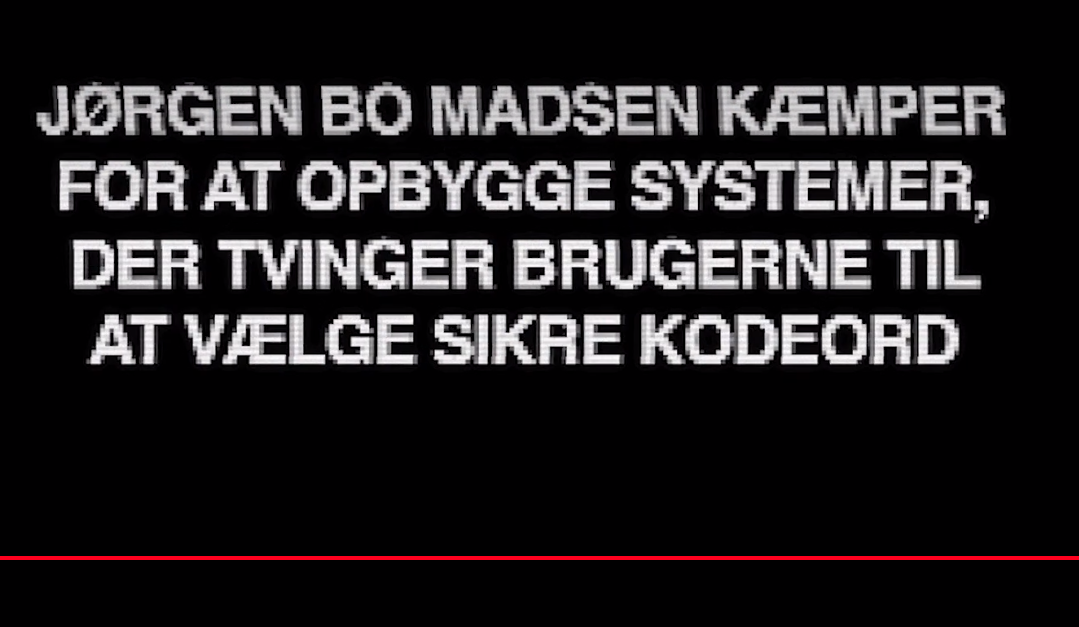 JØRGEN BO MADSEN KÆMPER
FOR AT OPBYGGE SYSTEMER,
DER TVINGER BRUGERNE TIL
AT VÆLGE SIKRE KODEORD